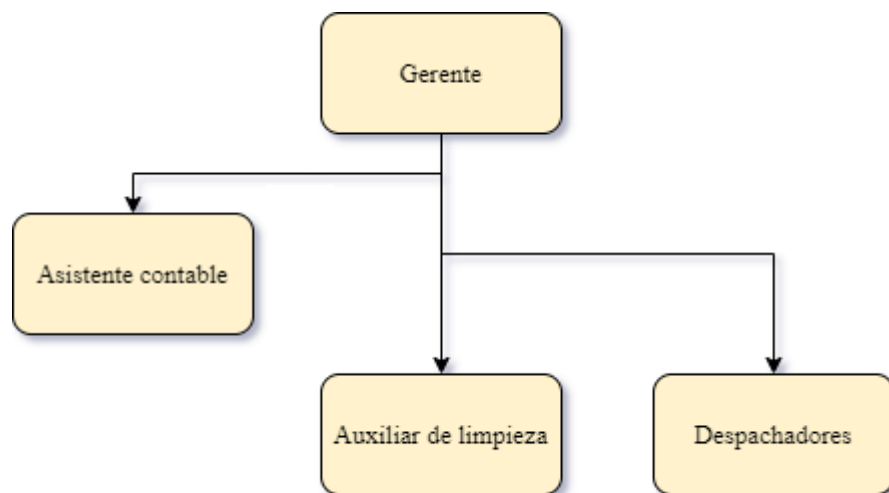 Gerente
Asistente contable
Auxiliar de limpieza
Despachadores